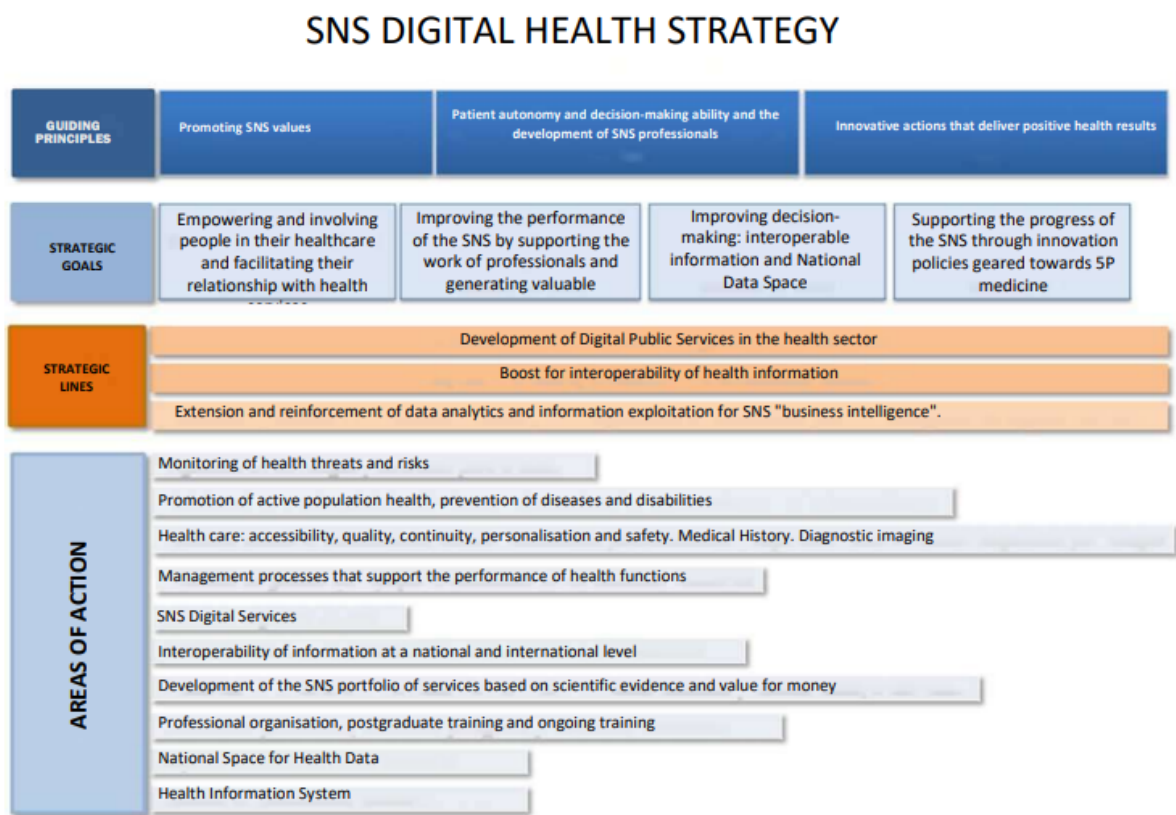 SNS DIGITAL HEALTH STRATEGY
GUIDING
PRINCIPLES
Promoting SNS values
Patient autonomy and decision-making ability and the
development of SNS professionals
Innovative actions that deliver positive health results
STRATEGIC
GOALS
Empowering and involving
people in their healthcare
and facilitating their
relationship with health
Improving the performance
of the SNS by supporting the
work of professionals and
generating valuable
Improving decision-
making: interoperable
information and National
Data Space
Supporting the progress of
the SNS through innovation
policies geared towards 5P
medicine
STRATEGIC
LINES
Development of Digital Public Services in the health sector
Boost for interoperability of health information
Extension and reinforcement of data analytics and information exploitation for SNS "business intelligence".
AREAS OF ACTION
Monitoring of health threats and risks
Promotion of active population health, prevention of diseases and disabilities
Health care: accessibility, quality, continuity, personalisation and safety. Medical History. Diagnostic imaging
Management processes that support the performance of health functions
SNS Digital Services
Interoperability of information at a national and international level
Development of the SNS portfolio of services based on scientific evidence and value for money
Professional organisation, postgraduate training and ongoing training
National Space for Health Data
Health Information System